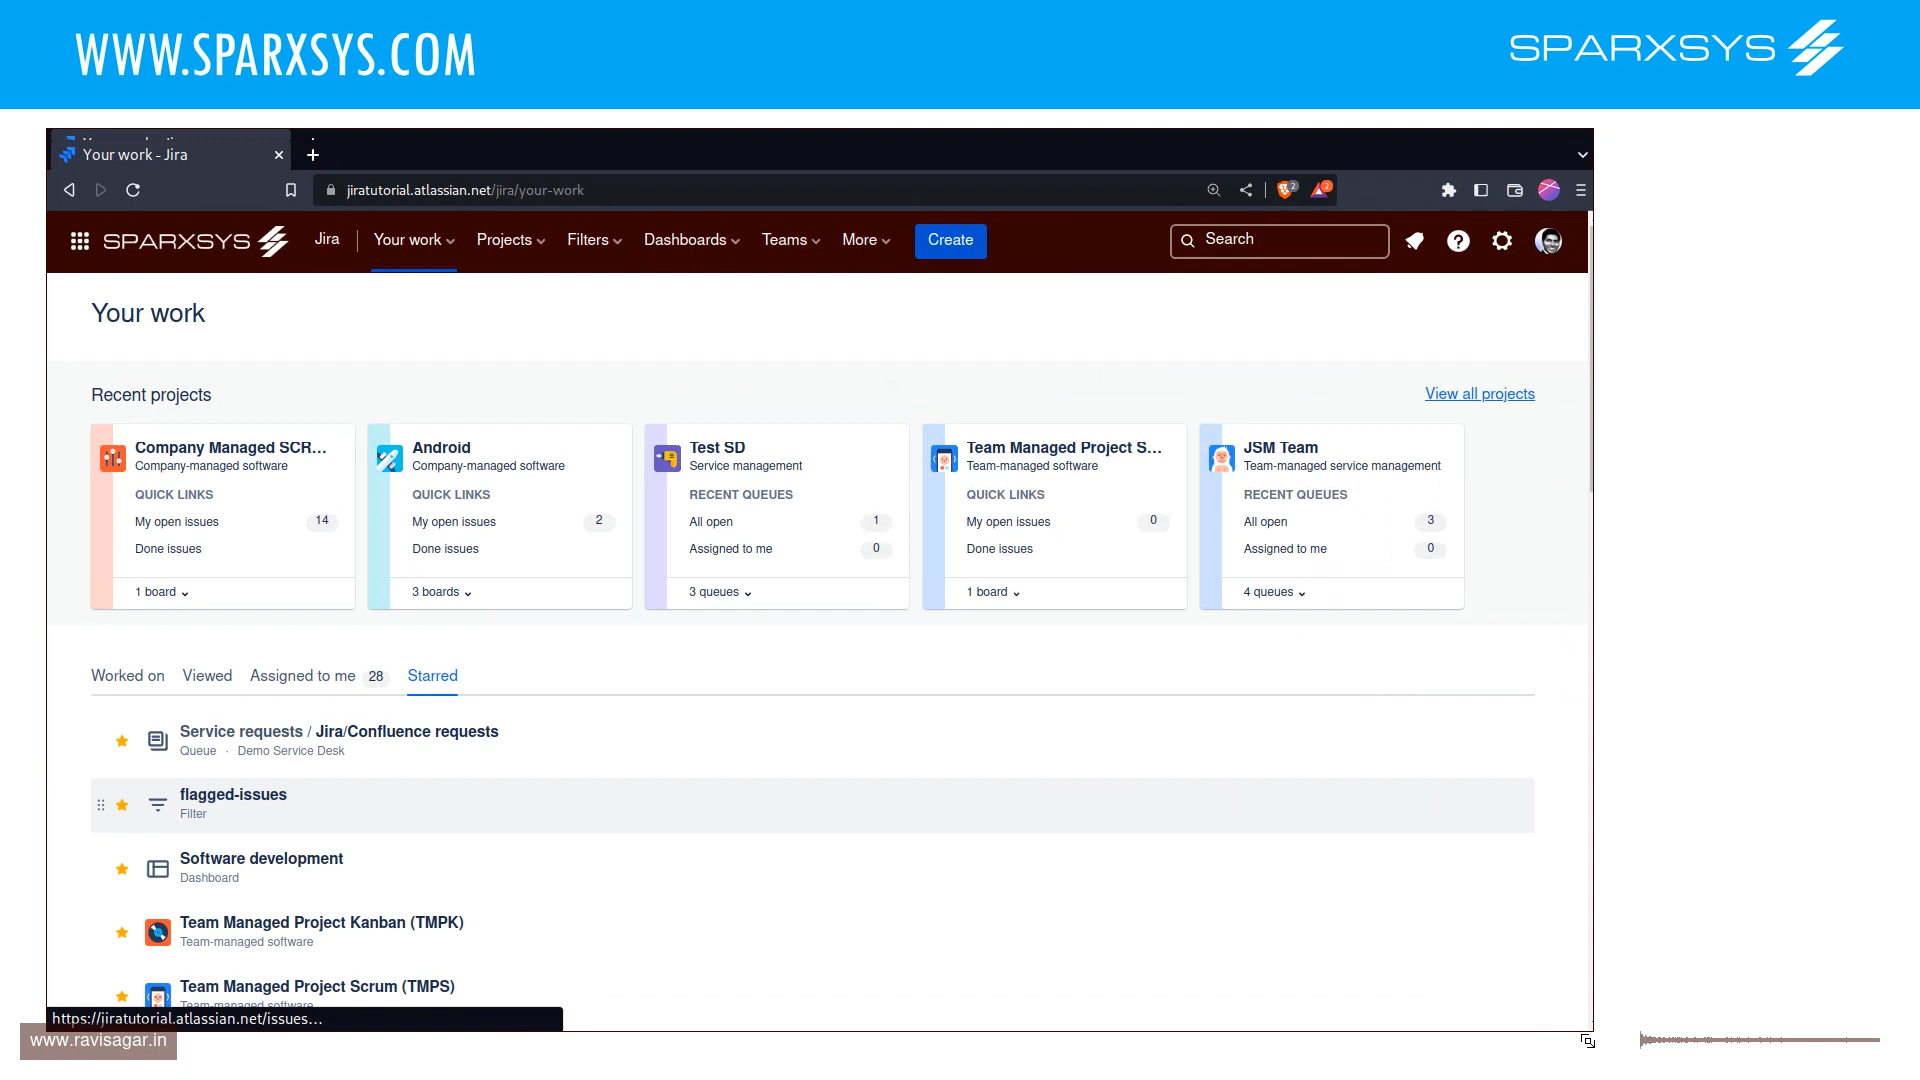 WWW.SPARXSYS.COM
SPARXSYS
Your work - Jira
jiratutorial.atlassian.net/jira/your-work
2
2
SPARXSYS
Jira
Your work
Projects
Filters
Dashboards
Teams
More
Create
Search
Your work
Recent projects
View all projects
Company Managed SCR...
Company-managed software
QUICK LINKS
My open issues 14
Done issues
1 board
Android
Company-managed software
QUICK LINKS
My open issues 2
Done issues
3 boards
Test SD
Service management
RECENT QUEUES
All open 1
Assigned to me 0
3 queues
Team Managed Project S...
Team-managed software
QUICK LINKS
My open issues 0
Done issues
1 board
JSM Team
Team-managed service management
RECENT QUEUES
All open 3
Assigned to me 0
4 queues
Worked on
Viewed
Assigned to me 28
Starred
Service requests / Jira/Confluence requests
Queue · Demo Service Desk
flagged-issues
Filter
Software development
Dashboard
Team Managed Project Kanban (TMPK)
Team-managed software
Team Managed Project Scrum (TMPS)
Team-managed software
https://jiratutorial.atlassian.net/issues...
www.ravisagar.in